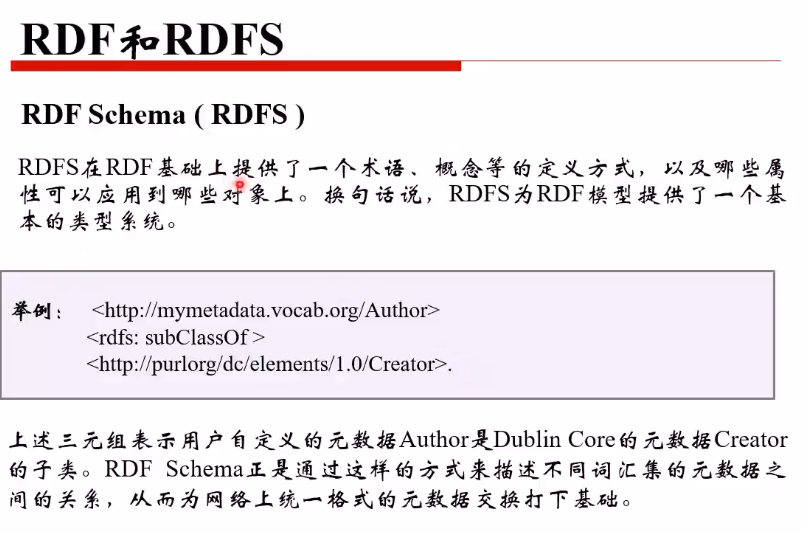 RDF和RDFS
RDF Schema ( RDFS )
RDFS在RDF基础上提供了一个术语、概念等的定义方式，以及哪些属
性可以应用到哪些对象上。换句话说，RDFS为RDF模型提供了一个基
本的类型系统。
举例： <http://mymetadata.vocab.org/Author>
<rdfs: subClassOf >
<http://purlorg/dc/elements/1.0/Creator>.
上述三元组表示用户自定义的元数据Author是Dublin Core的元数据Creator
的子类。RDF Schema正是通过这样的方式来描述不同词汇集的元数据之
间的关系，从而为网络上统一格式的元数据交换打下基础。